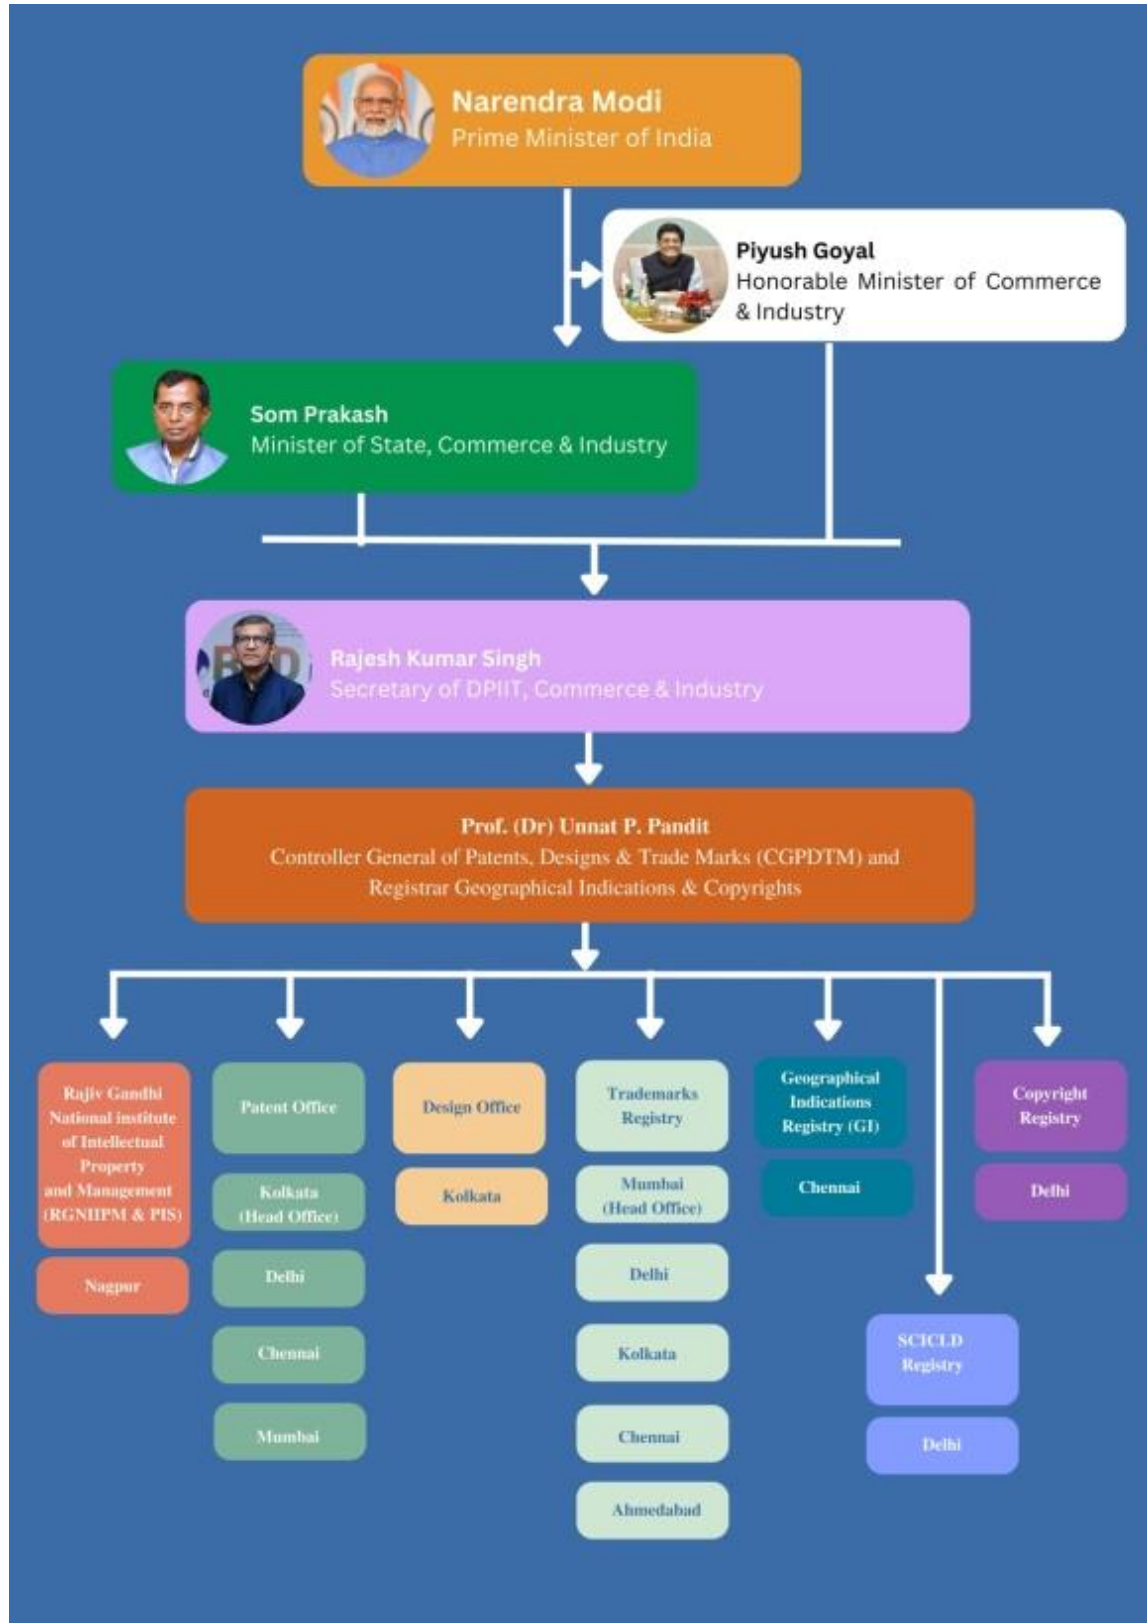 Narendra Modi
Prime Minister of India
Piyush Goyal
Honorable Minister of Commerce
& Industry
Som Prakash
Minister of State, Commerce & Industry
Rajesh Kumar Singh
Secretary of DPIIT, Commerce & Industry
Prof. (Dr) Unnat P. Pandit
Controller General of Patents, Designs & Trade Marks (CGPDTM) and
Registrar Geographical Indications & Copyrights
Rajiv Gandhi
National institute
of Intellectual
Property
and Management
(RGNIIPM & PIS)
Nagpur
Patent Office
Kolkata
(Head Office)
Delhi
Chennai
Mumbai
Design Office
Kolkata
Trademarks
Registry
Mumbai
(Head Office)
Delhi
Kolkata
Chennai
Ahmedabad
Geographical
Indications
Registry (GI)
Chennai
SCICLD
Registry
Delhi
Copyright
Registry
Delhi